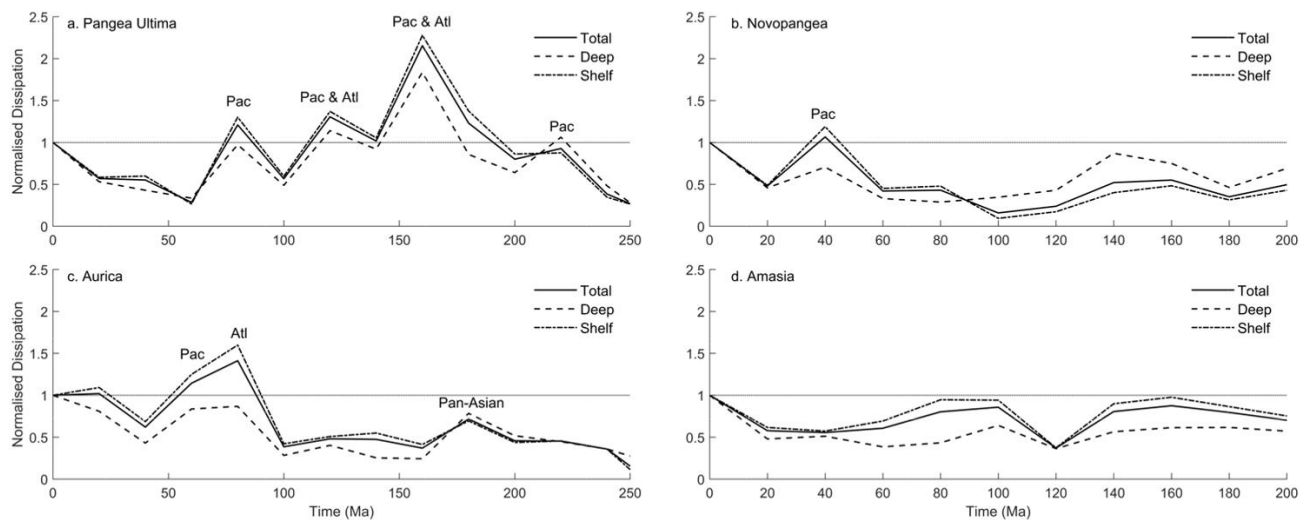 a. Pangea Ultima
Normalised Dissipation
2.5
2
1.5
1
0.5
0
Pac
Pac & Atl
Pac & Atl
Pac
Total
Deep
Shelf
0 50 100 150 200 250
b. Novopangea
2.5
2
1.5
1
0.5
0
Pac
Total
Deep
Shelf
0 20 40 60 80 100 120 140 160 180 200
c. Aurica
Normalised Dissipation
2.5
2
1.5
1
0.5
0
Pac
Atl
Pan-Asian
Total
Deep
Shelf
0 50 100 150 200 250
Time (Ma)
d. Amasia
2.5
2
1.5
1
0.5
0
Total
Deep
Shelf
0 20 40 60 80 100 120 140 160 180 200
Time (Ma)